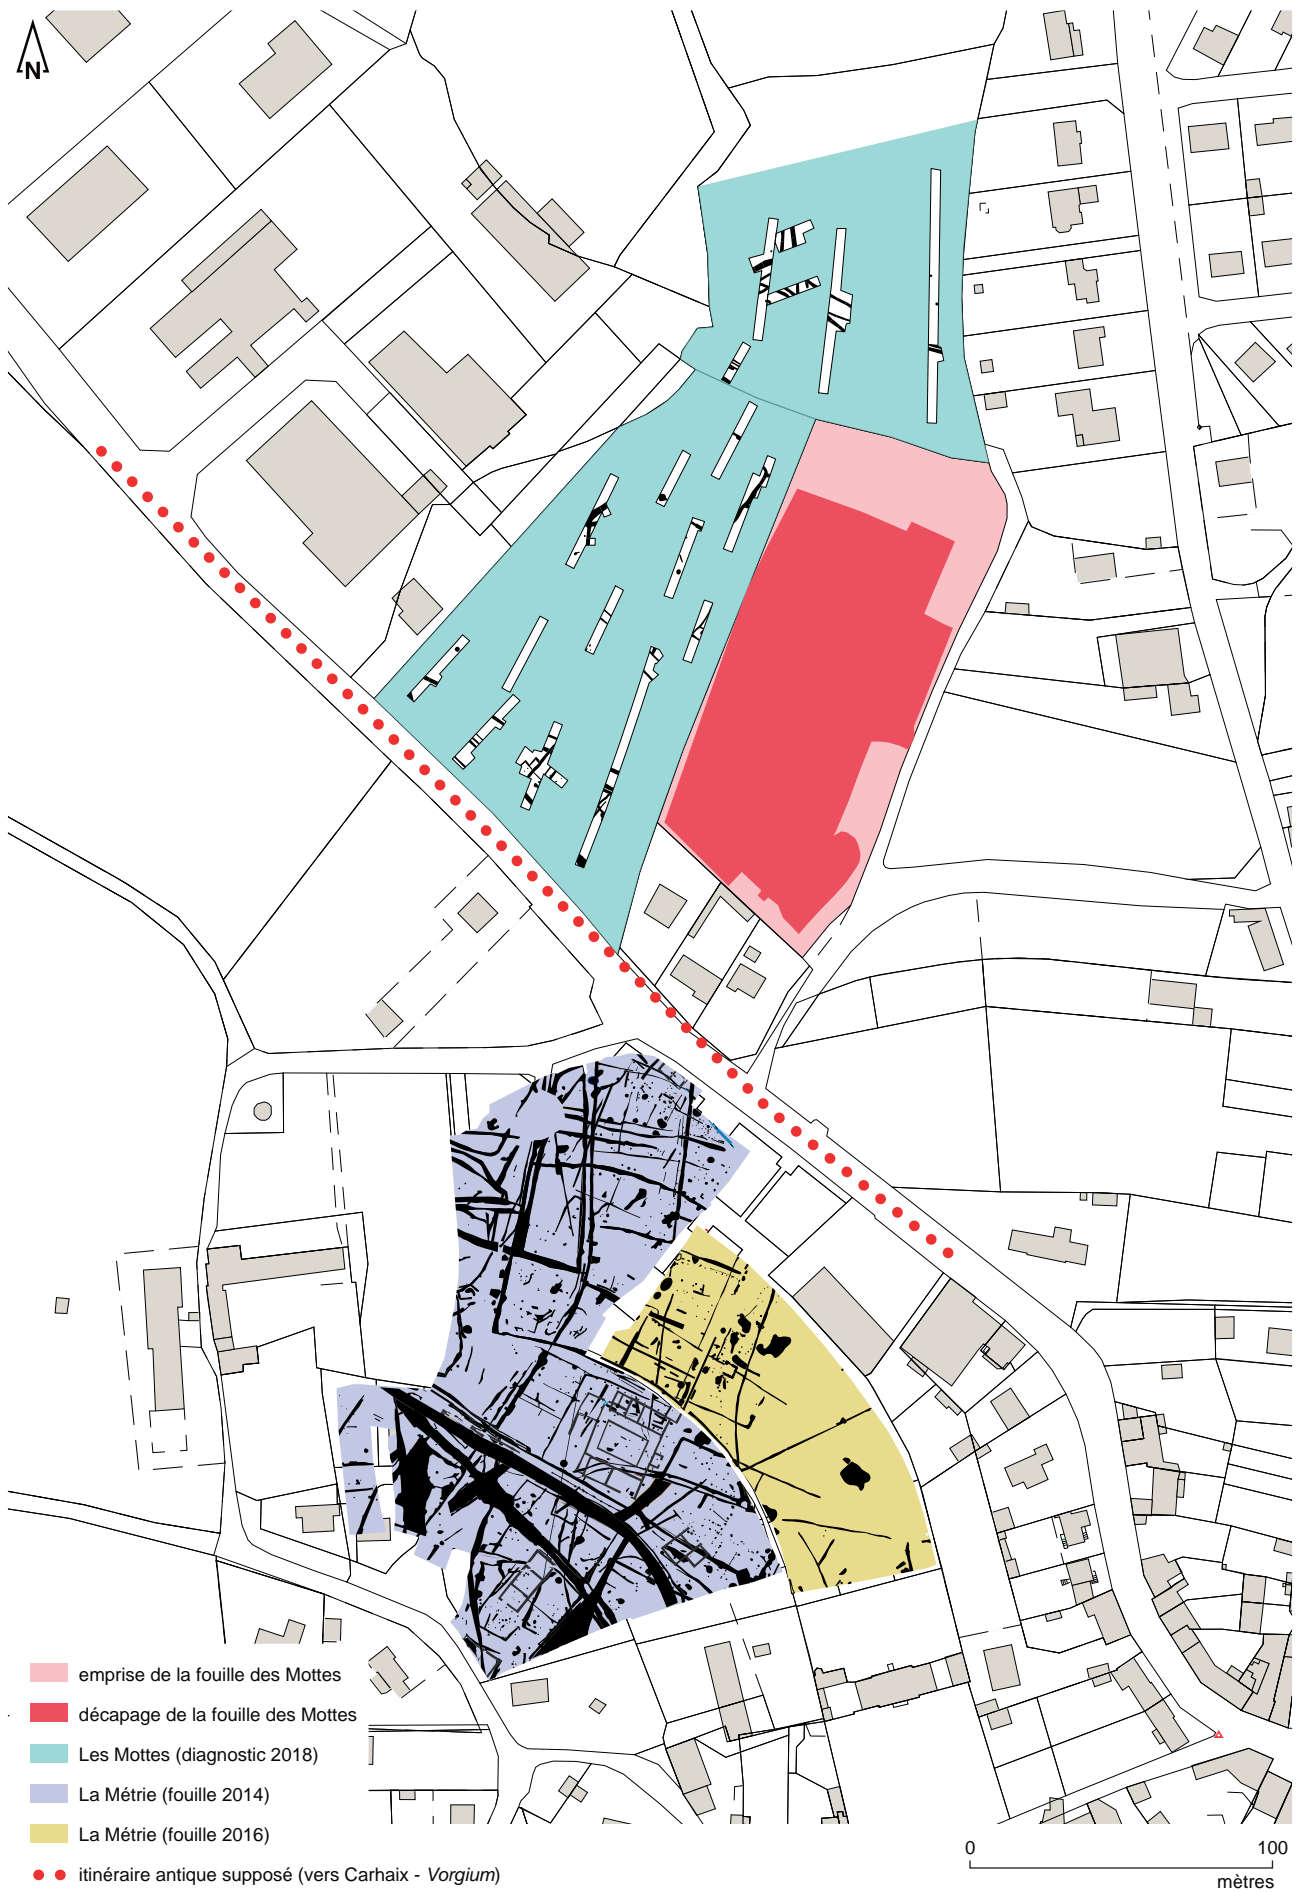 N
emprise de la fouille des Mottes
décapage de la fouille des Mottes
Les Mottes (diagnostic 2018)
La Métrie (fouille 2014)
La Métrie (fouille 2016)
itinéraire antique supposé (vers Carhaix - Vorgium)
0 100
mètres